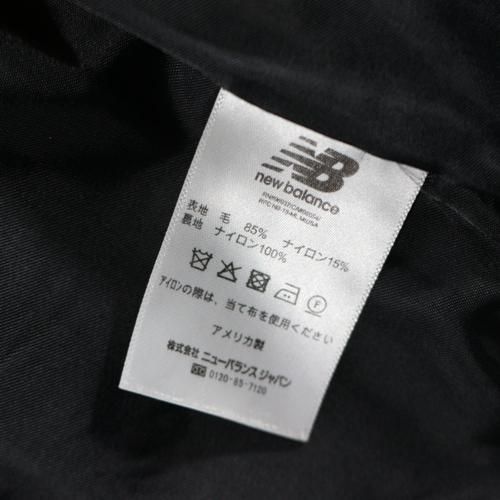 NB
new balance
表地 毛 85% ナイロン15%
裏地 ナイロン100%
F
アイロンの際は、当て布を使用ください
アメリカ製
株式会社 ニューバランス ジャパン
0120-85-7120